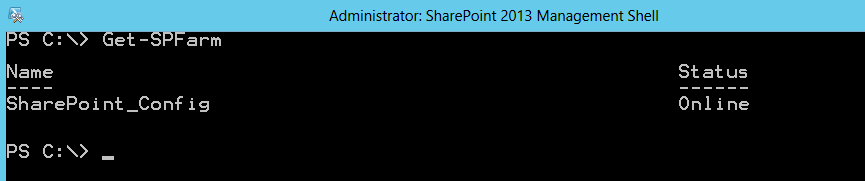 Administrator: SharePoint 2013 Management Shell
PS C:\> Get-SPFarm
Name Status
---- ------
SharePoint_Config Online
PS C:\> _